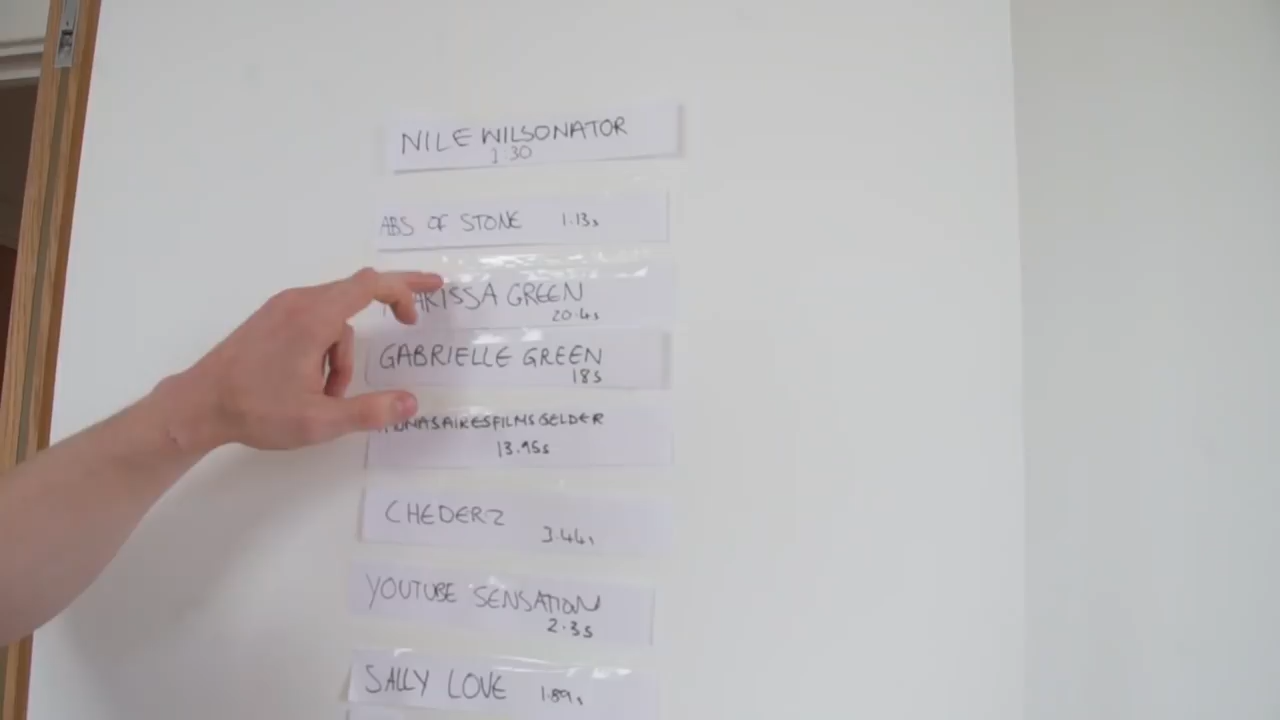 NILE WILSONATOR
1:30
ABS OF STONE 1.13s
ARISSA GREEN
20.4s
GABRIELLE GREEN
18s
13.95s
CHEDERZ
3.44s
YOUTUBE SENSATION
2.3s
SALLY LOVE 1.89s